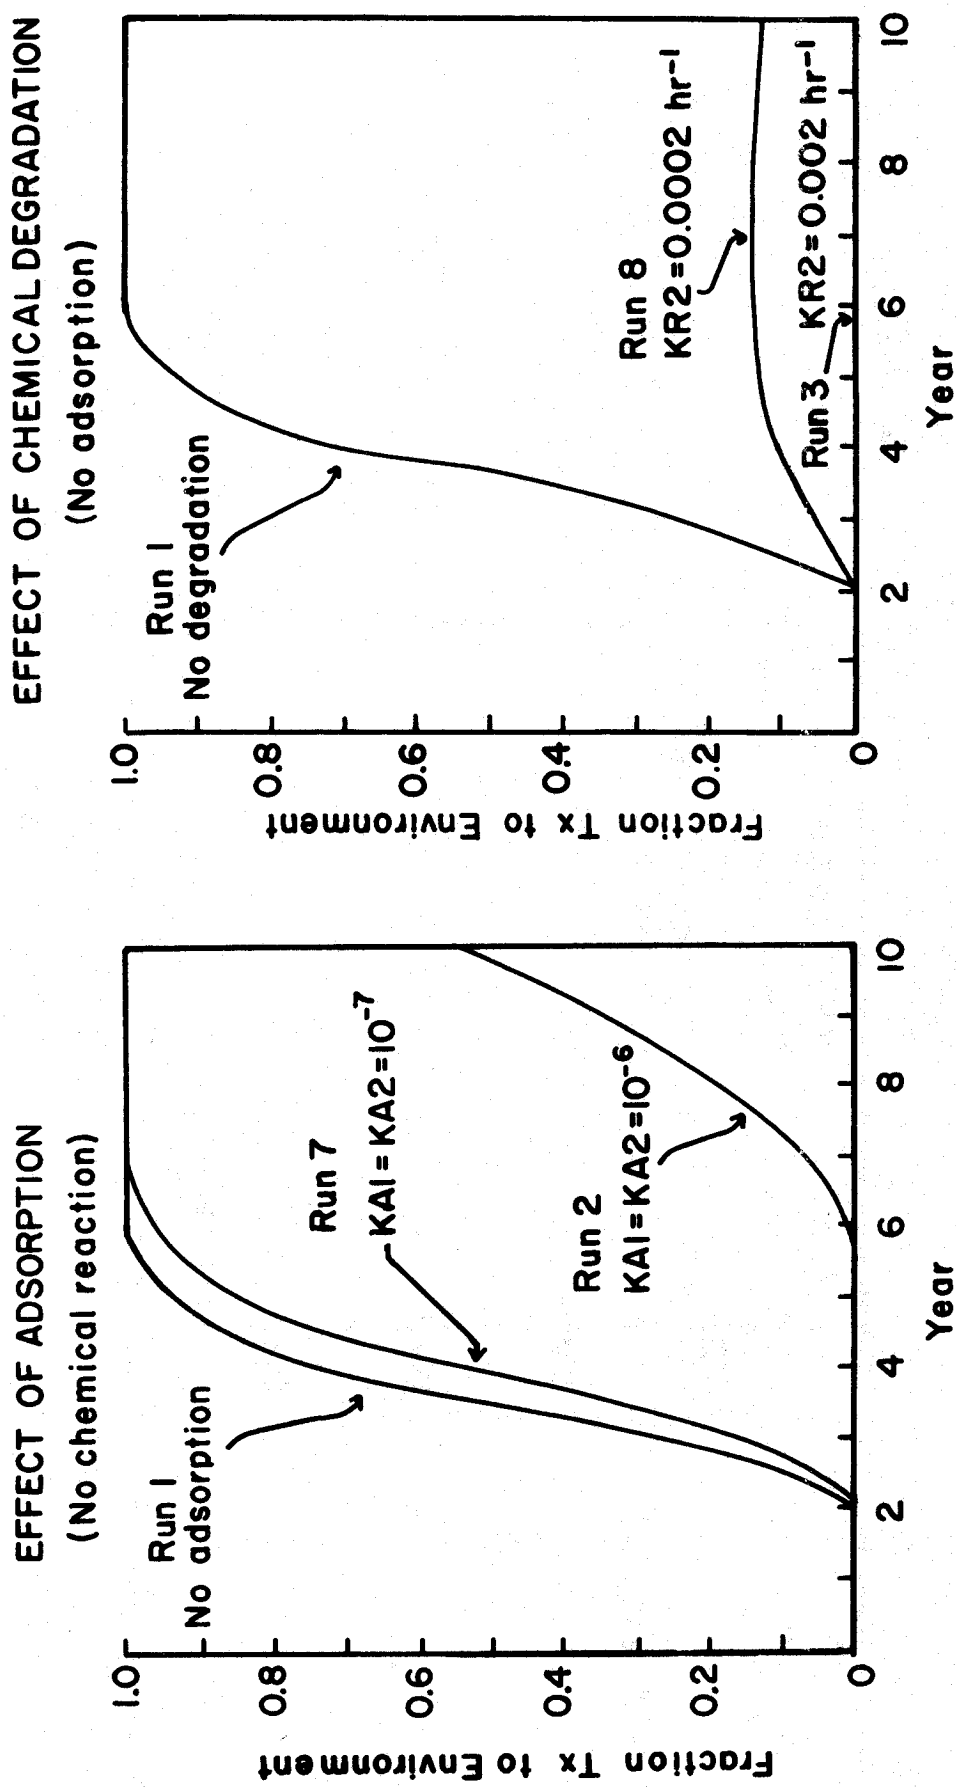 EFFECT OF ADSORPTION
(No chemical reaction)
Fraction Tx to Environment
1.0
0.8
0.6
0.4
0.2
0
Run 1
No adsorption
Run 7
KA1=KA2=10⁻⁷
Run 2
KA1=KA2=10⁻⁶
2
4
6
8
10
Year
EFFECT OF CHEMICAL DEGRADATION
(No adsorption)
Fraction Tx to Environment
1.0
0.8
0.6
0.4
0.2
0
Run 1
No degradation
Run 8
KR2=0.0002 hr⁻¹
Run 3 KR2=0.002 hr⁻¹
2
4
6
8
10
Year